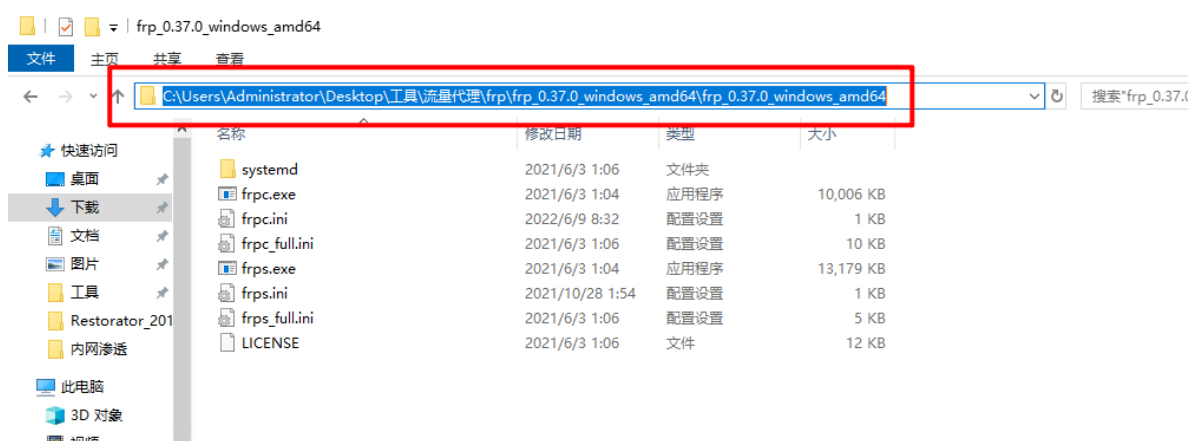 frp_0.37.0_windows_amd64
文件 主页 共享 查看
C:\Users\Administrator\Desktop\工具\流量代理\frp\frp_0.37.0_windows_amd64\frp_0.37.0_windows_amd64 搜索"frp_0.37.0
名称 修改日期 类型 大小
快速访问
桌面
下载
文档
图片
工具
Restorator_201
内网渗透
此电脑
3D 对象
视频
systemd 2021/6/3 1:06 文件夹
frpc.exe 2021/6/3 1:04 应用程序 10,006 KB
frpc.ini 2022/6/9 8:32 配置设置 1 KB
frpc_full.ini 2021/6/3 1:06 配置设置 10 KB
frps.exe 2021/6/3 1:04 应用程序 13,179 KB
frps.ini 2021/10/28 1:54 配置设置 1 KB
frps_full.ini 2021/6/3 1:06 配置设置 5 KB
LICENSE 2021/6/3 1:06 文件 12 KB